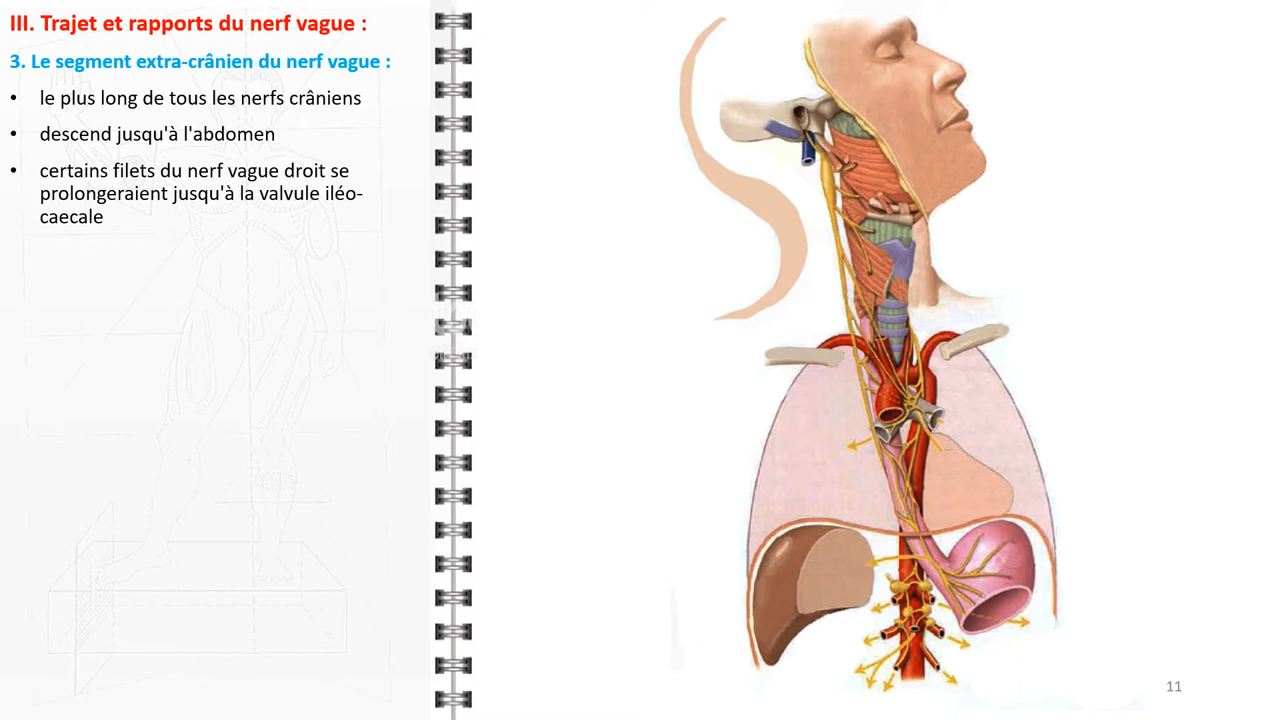 III. Trajet et rapports du nerf vague :
3. Le segment extra-crânien du nerf vague :
• le plus long de tous les nerfs crâniens
• descend jusqu'à l'abdomen
• certains filets du nerf vague droit se
prolongeraient jusqu'à la valvule iléo-
caecale
11